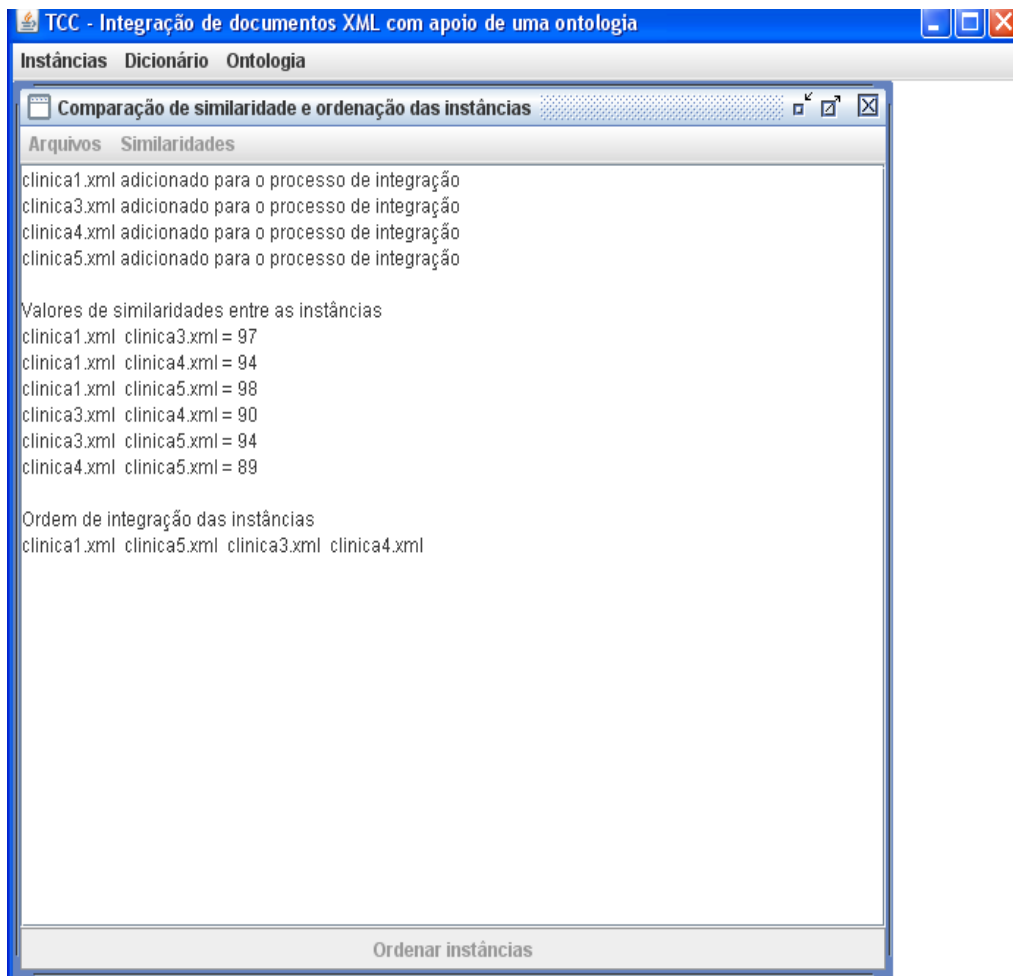 TCC - Integração de documentos XML com apoio de uma ontologia
Instâncias Dicionário Ontologia
Comparação de similaridade e ordenação das instâncias
Arquivos Similaridades
clinica1.xml adicionado para o processo de integração
clinica3.xml adicionado para o processo de integração
clinica4.xml adicionado para o processo de integração
clinica5.xml adicionado para o processo de integração
Valores de similaridades entre as instâncias
clinica1.xml clinica3.xml = 97
clinica1.xml clinica4.xml = 94
clinica1.xml clinica5.xml = 98
clinica3.xml clinica4.xml = 90
clinica3.xml clinica5.xml = 94
clinica4.xml clinica5.xml = 89
Ordem de integração das instâncias
clinica1.xml clinica5.xml clinica3.xml clinica4.xml
Ordenar instâncias